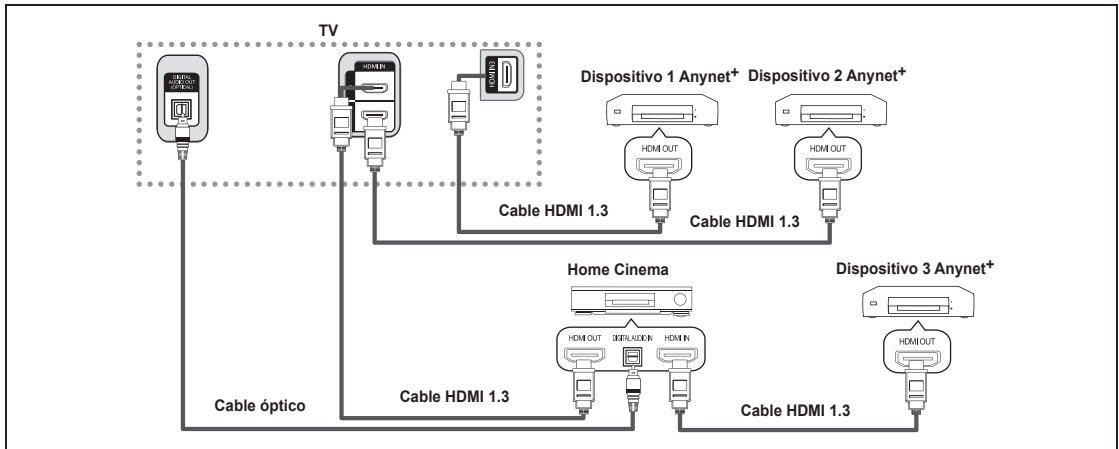 TV
DIGITAL
AUDIO OUT
(OPTICAL)
HDMI IN
HDMI IN3
Dispositivo 1 Anynet+
Dispositivo 2 Anynet+
HDMI OUT
HDMI OUT
Cable HDMI 1.3
Cable HDMI 1.3
Home Cinema
Dispositivo 3 Anynet+
HDMI OUT
DIGITAL AUDIO IN
HDMI IN
HDMI OUT
Cable óptico
Cable HDMI 1.3
Cable HDMI 1.3